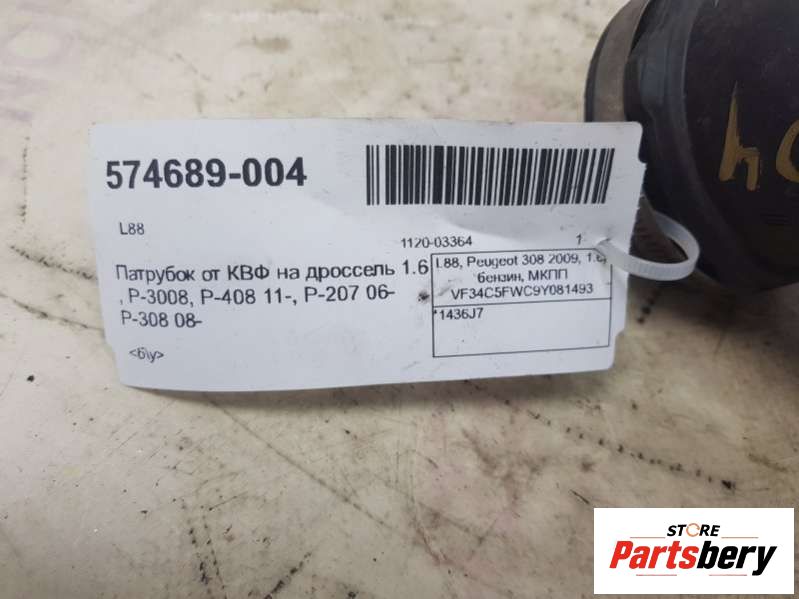 574689-004
L88
1120-03364 1
Патрубок от КВФ на дроссель 1.6
, P-3008, P-408 11-, P-207 06-
P-308 08-
<б\у>
L88, Peugeot 308 2009, 1.6,
бензин, МКПП
VF34C5FWC9Y081493
*1436J7
STORE
Partsbery